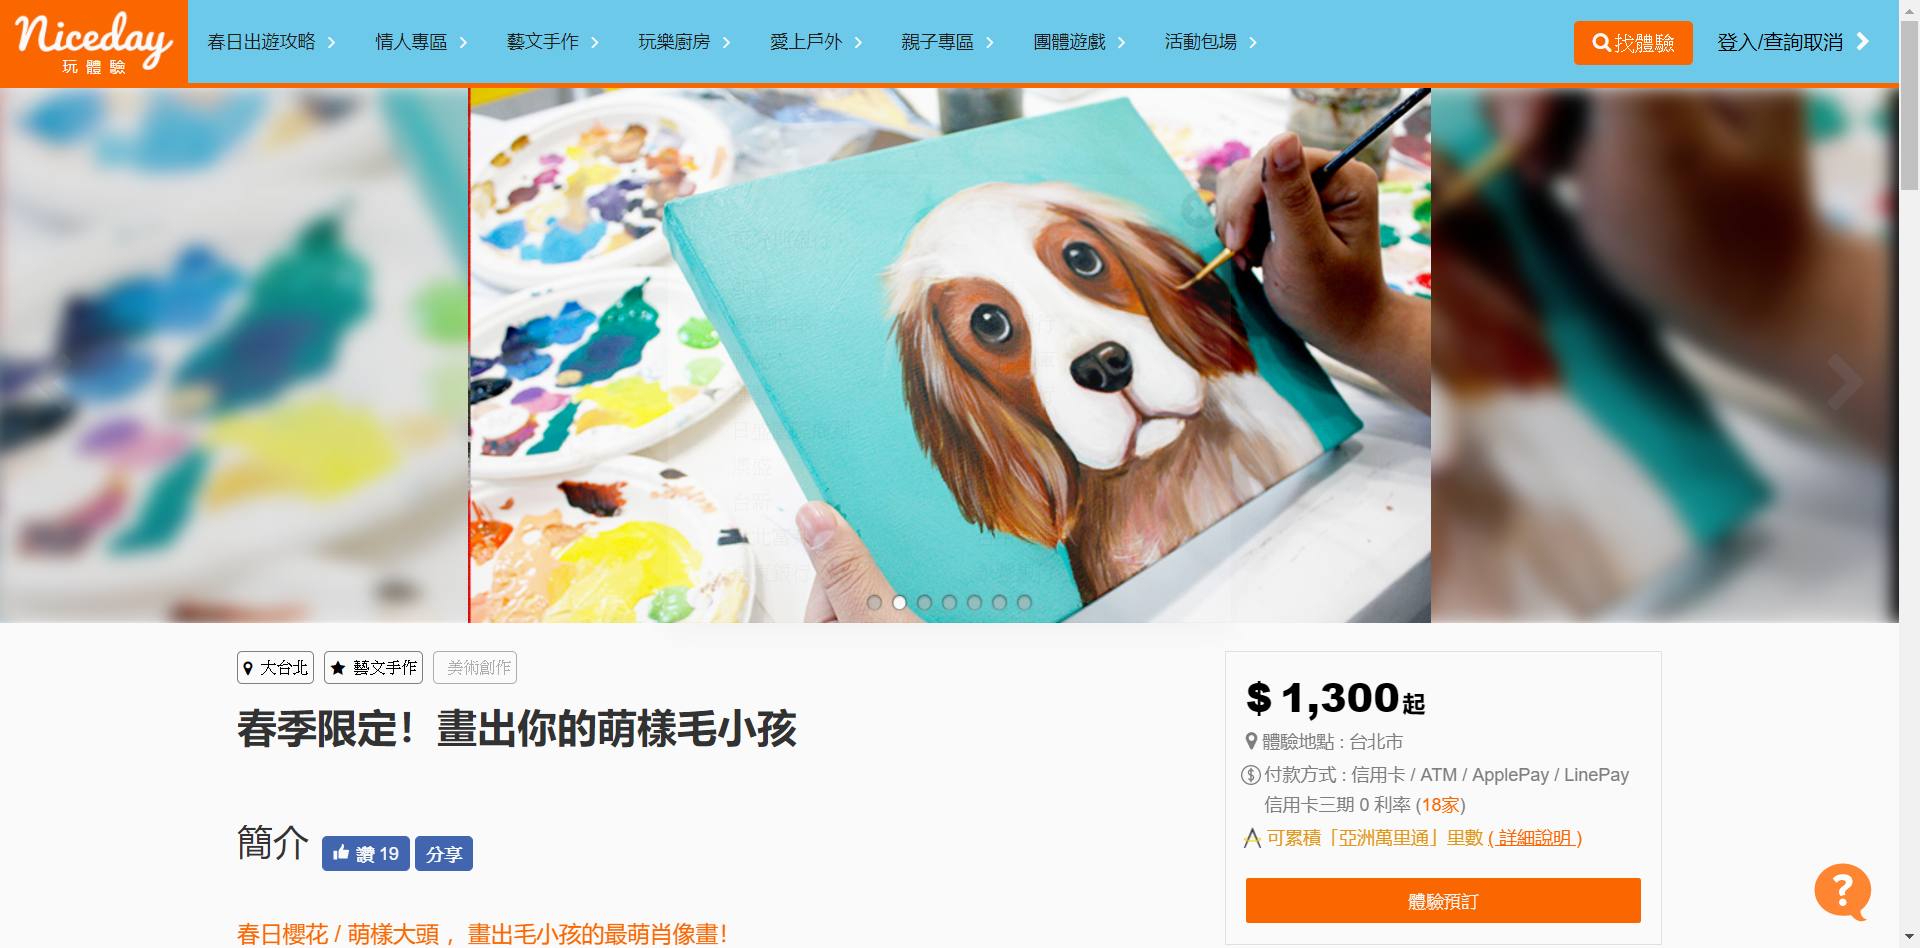 Niceday
玩體驗
春日出遊攻略
情人專區
藝文手作
玩樂廚房
愛上戶外
親子專區
團體遊戲
活動包場
找體驗
登入/查詢取消
大台北
藝文手作
美術創作
春季限定！畫出你的萌樣毛小孩
簡介
讚 19
分享
春日櫻花 / 萌樣大頭， 畫出毛小孩的最萌肖像畫！
$ 1,300起
體驗地點 : 台北市
付款方式 : 信用卡 / ATM / ApplePay / LinePay
信用卡三期 0 利率 (18家)
可累積「亞洲萬里通」里數 ( 詳細說明 )
體驗預訂
?